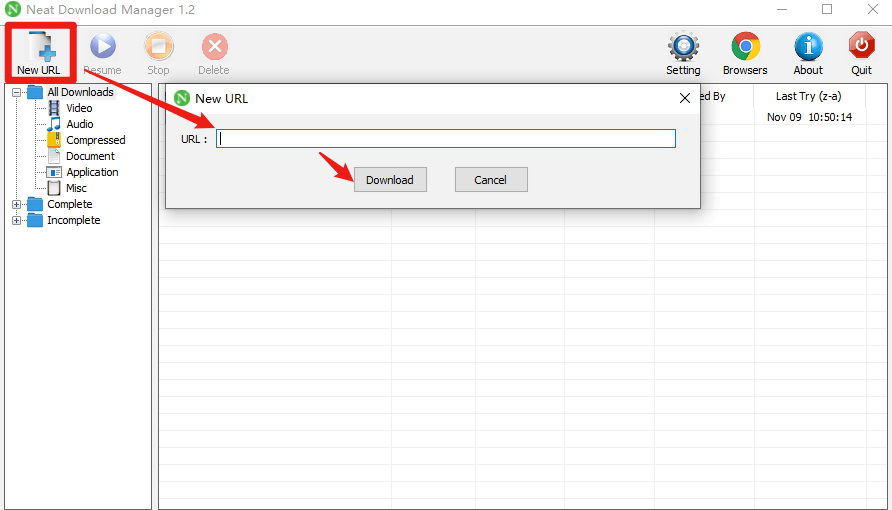 Neat Download Manager 1.2
New URL
Resume
Stop
Delete
Setting
Browsers
About
Quit
All Downloads
Video
Audio
Compressed
Document
Application
Misc
Complete
Incomplete
New URL
URL :
Download
Cancel
By
Last Try (z-a)
Nov 09 10:50:14